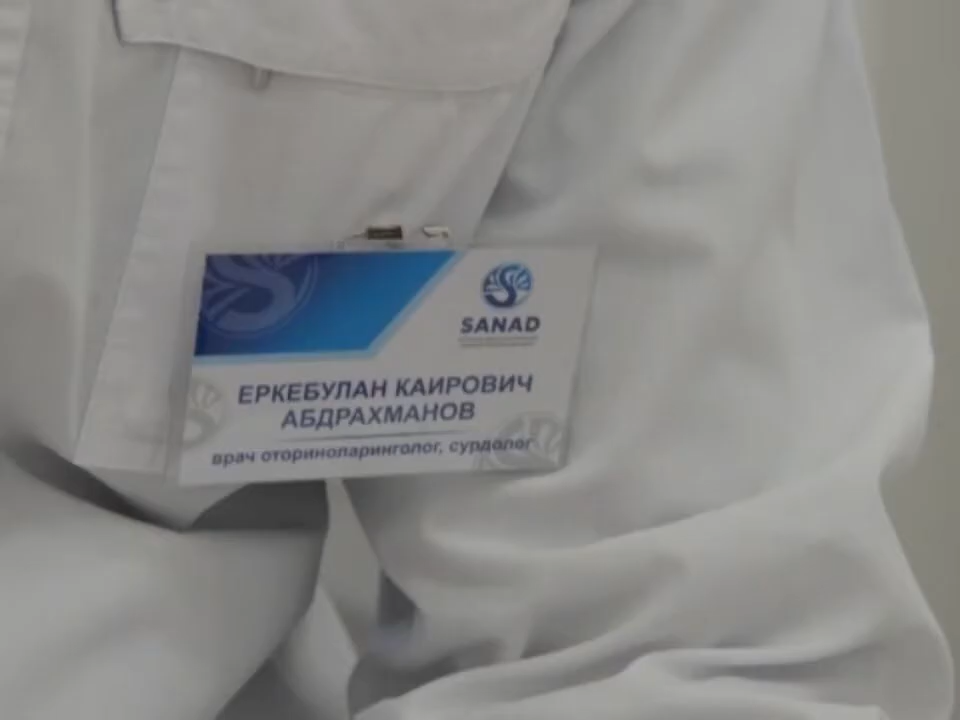 SANAD
ЕРКЕБУЛАН КАИРОВИЧ
АБДРАХМАНОВ
врач оториноларинголог, сурдолог